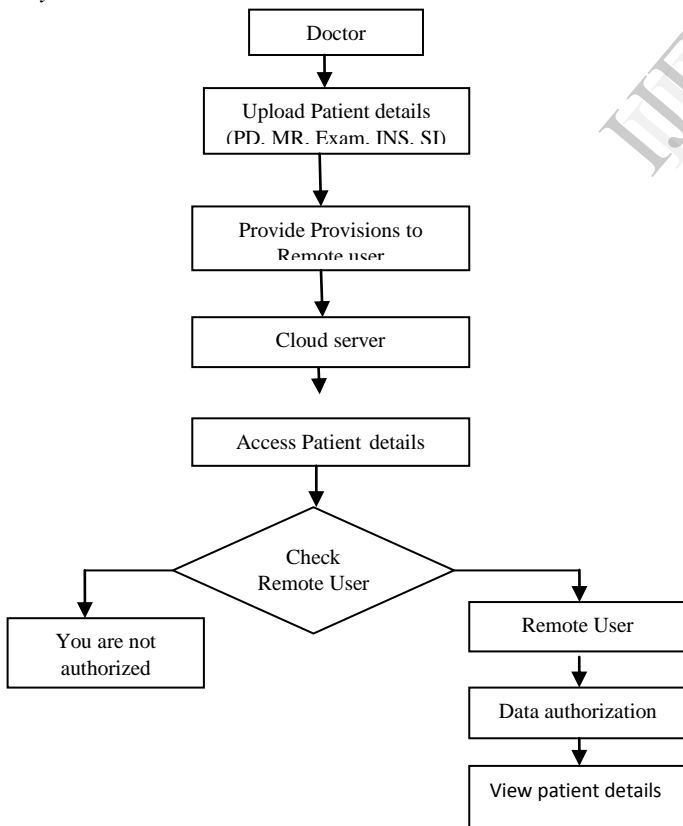 Doctor
Upload Patient details
(PD, MR, Exam, INS, SI)
Provide Provisions to
Remote user
Cloud server
Access Patient details
Check
Remote User
You are not
authorized
Remote User
Data authorization
View patient details